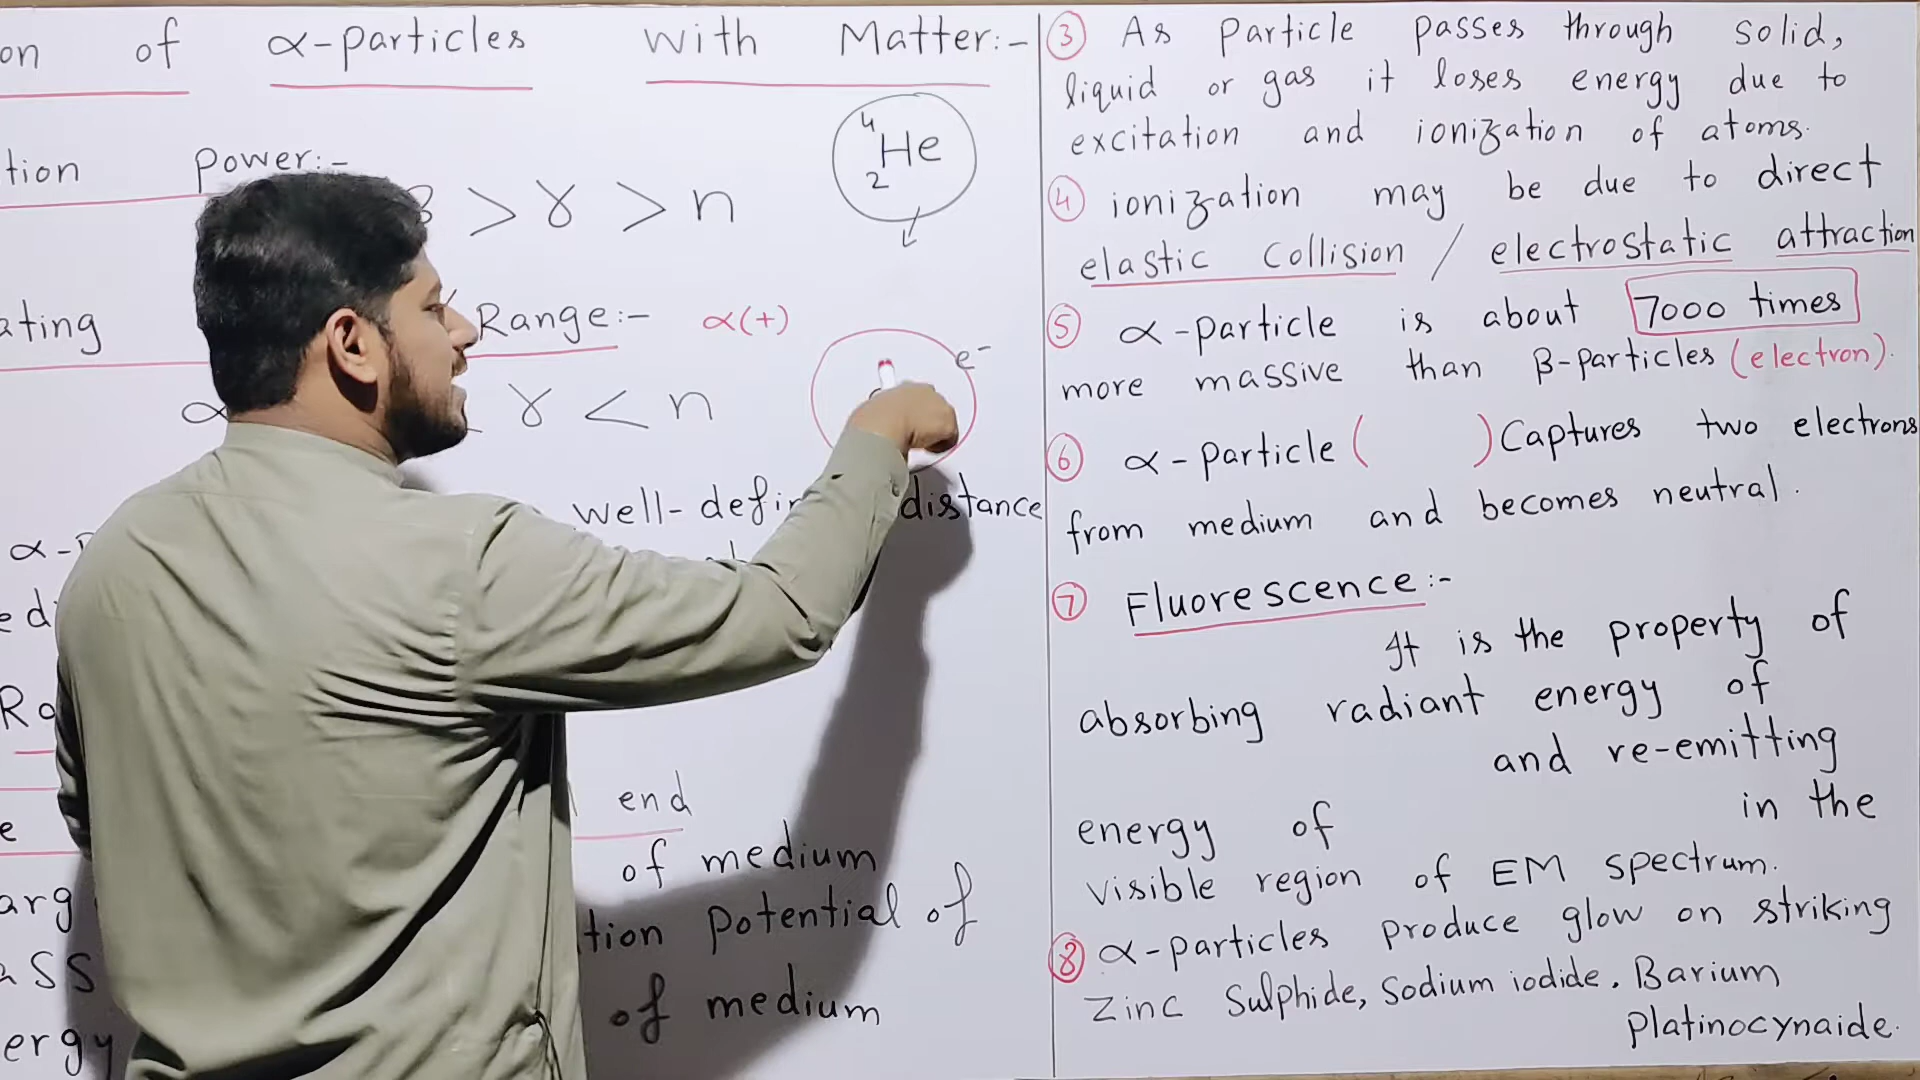 on of α-particles with Matter:-
tion Power:-
> γ > n
⁴₂He
ating Range:- α(+)
e⁻
α < γ < n
well-defi distance
α-
Ra
end
of medium
tion potential of
of medium
arg
ass
ergy
③ As particle passes through solid,
liquid or gas it loses energy due to
excitation and ionization of atoms.
④ ionization may be due to direct
elastic collision / electrostatic attraction
⑤ α-particle is about 7000 times
more massive than β-particles (electron).
⑥ α-particle ( ) Captures two electrons
from medium and becomes neutral.
⑦ Fluorescence:-
It is the property of
absorbing radiant energy of
and re-emitting
energy of in the
visible region of EM spectrum.
⑧ α-particles produce glow on striking
Zinc Sulphide, Sodium iodide, Barium
Platinocynaide.